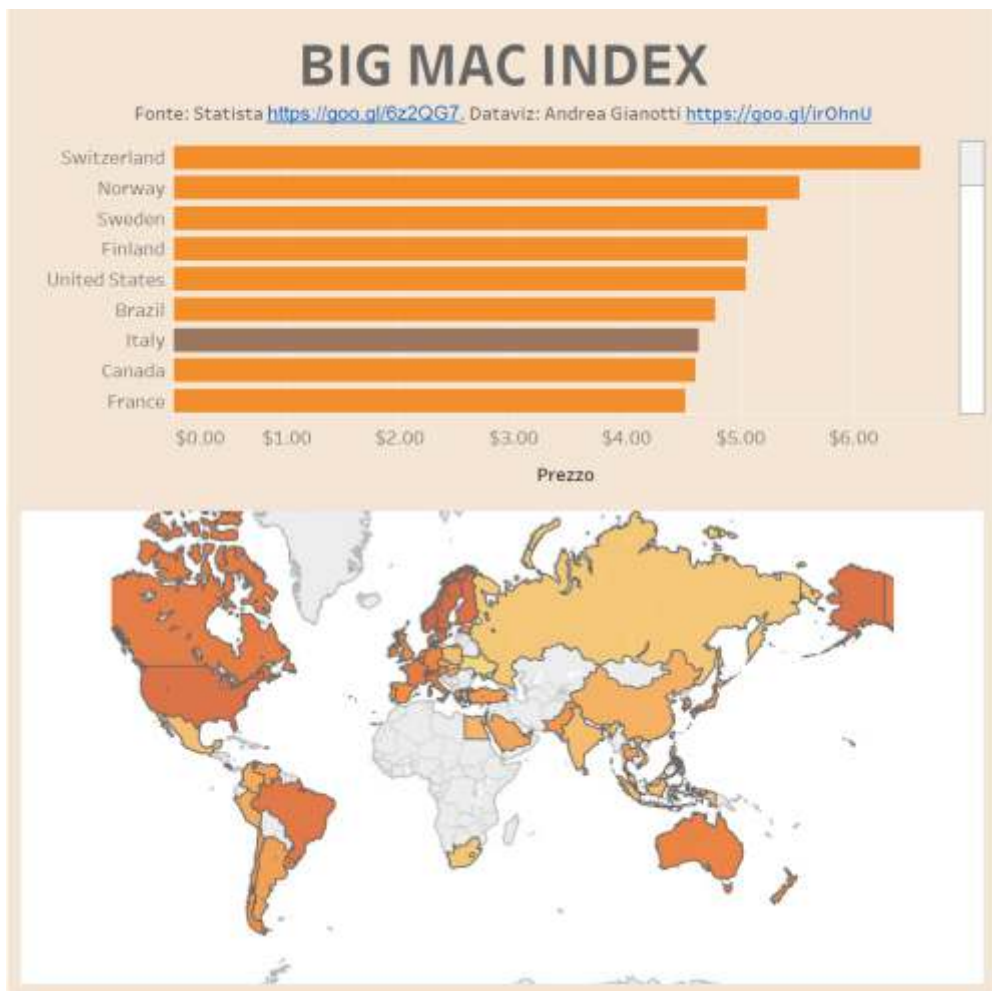 BIG MAC INDEX
Fonte: Statista https://goo.gl/6z2QG7. Dataviz: Andrea Gianotti https://goo.gl/irOhnU
Switzerland
Norway
Sweden
Finland
United States
Brazil
Italy
Canada
France
$0.00 $1.00 $2.00 $3.00 $4.00 $5.00 $6.00
Prezzo